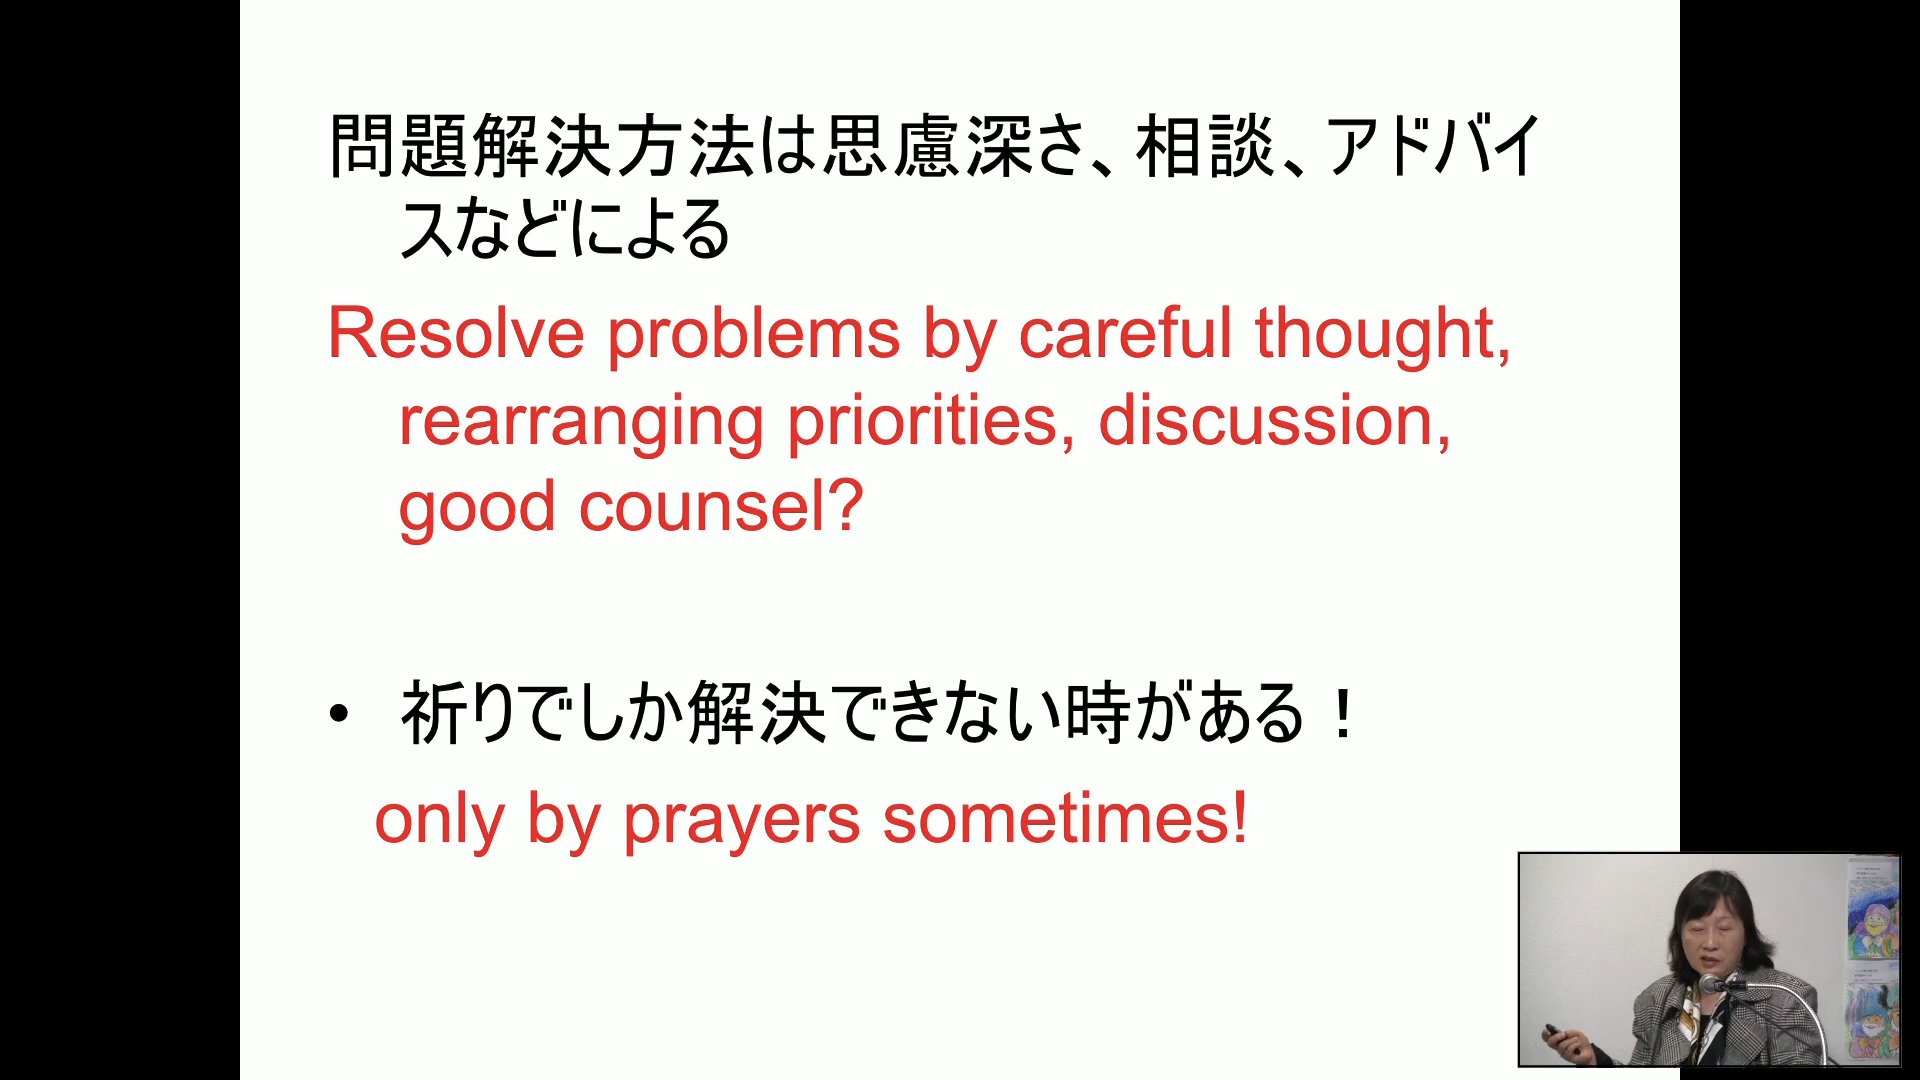 問題解決方法は思慮深さ、相談、アドバイ
スなどによる
Resolve problems by careful thought,
rearranging priorities, discussion,
good counsel?
• 祈りでしか解決できない時がある！
only by prayers sometimes!